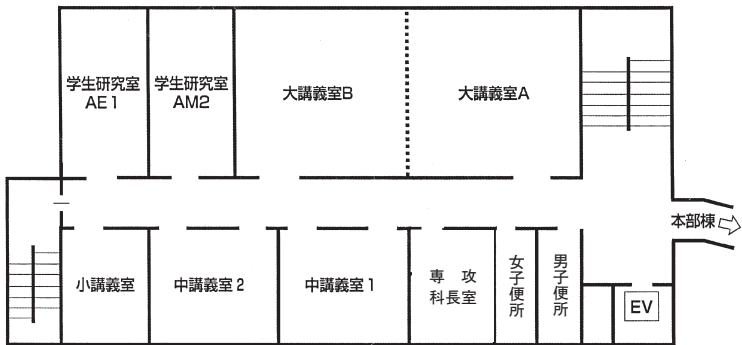 学生研究室
AE1
学生研究室
AM2
大講義室B
大講義室A
本部棟
小講義室
中講義室2
中講義室1
専攻
科長室
女子便所
男子便所
EV